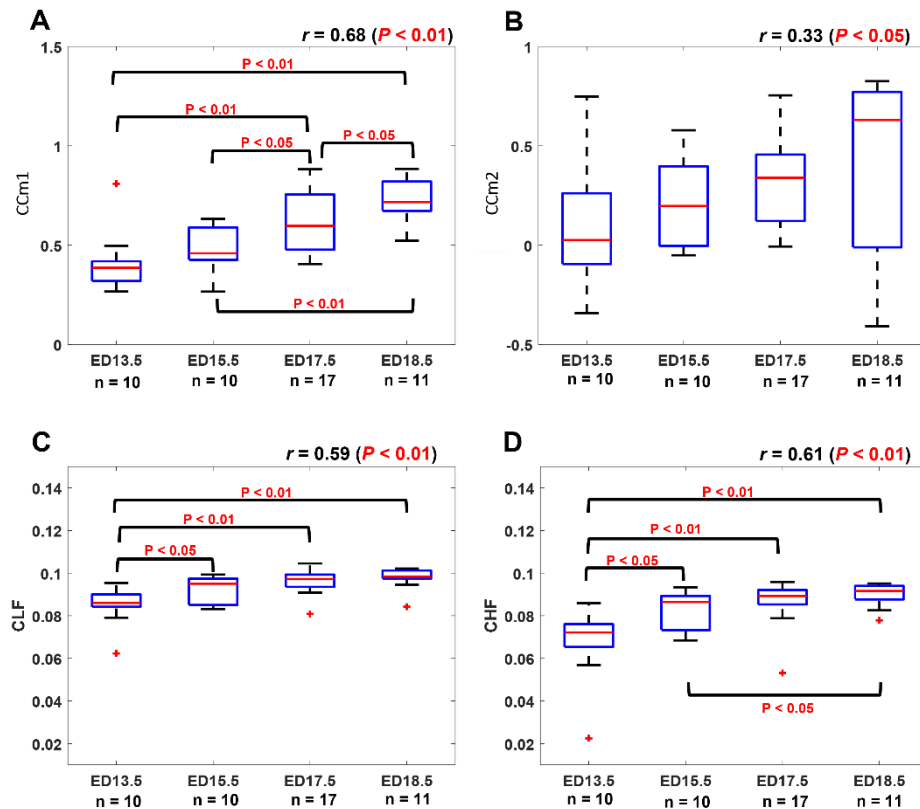 A
r = 0.68 (P < 0.01)
1.5
P < 0.01
P < 0.01
1
P < 0.05
P < 0.05
CCm1
0.5
P < 0.01
0
ED13.5 ED15.5 ED17.5 ED18.5
n = 10 n = 10 n = 17 n = 11
B
r = 0.33 (P < 0.05)
1
0.5
CCm2
0
-0.5
ED13.5 ED15.5 ED17.5 ED18.5
n = 10 n = 10 n = 17 n = 11
C
r = 0.59 (P < 0.01)
0.14
P < 0.01
0.12
P < 0.01
P < 0.05
0.1
0.08
CLF
0.06
0.04
0.02
ED13.5 ED15.5 ED17.5 ED18.5
n = 10 n = 10 n = 17 n = 11
D
r = 0.61 (P < 0.01)
0.14
P < 0.01
0.12
P < 0.01
P < 0.05
0.1
0.08
CHF
0.06
0.04
P < 0.05
0.02
ED13.5 ED15.5 ED17.5 ED18.5
n = 10 n = 10 n = 17 n = 11